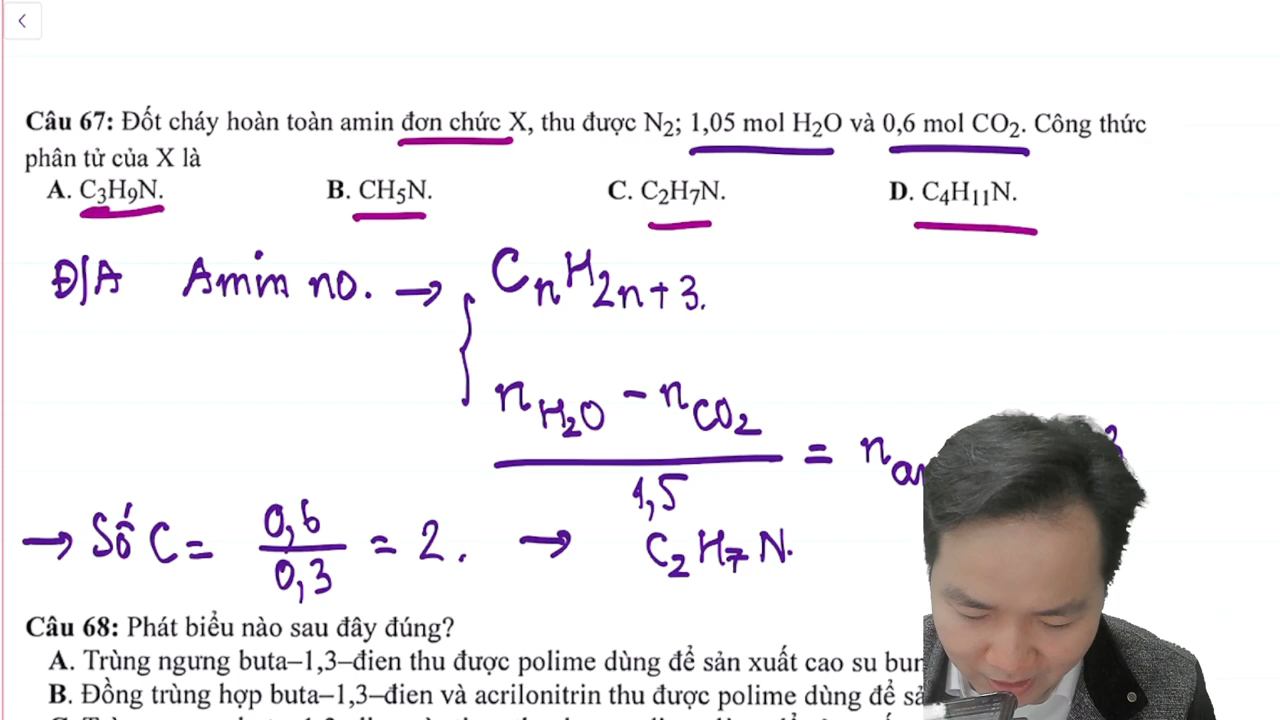 Câu 67: Đốt cháy hoàn toàn amin đơn chức X, thu được N2; 1,05 mol H2O và 0,6 mol CO2. Công thức
phân tử của X là
A. C3H9N. B. CH5N. C. C2H7N. D. C4H11N.
Đ/A Amin no. → CnH2n+3.
nH2O - nCO2
= n
1,5
→ Số C = 0,6 / 0,3 = 2. → C2H7N.
Câu 68: Phát biểu nào sau đây đúng?
A. Trùng ngưng buta–1,3–đien thu được polime dùng để sản xuất cao su
B. Đồng trùng hợp buta–1,3–đien và acrilonitrin thu được polime dùng để